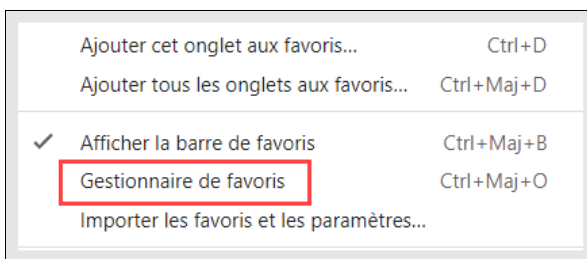 Ajouter cet onglet aux favoris... Ctrl+D
Ajouter tous les onglets aux favoris... Ctrl+Maj+D
Afficher la barre de favoris Ctrl+Maj+B
Gestionnaire de favoris Ctrl+Maj+O
Importer les favoris et les paramètres...